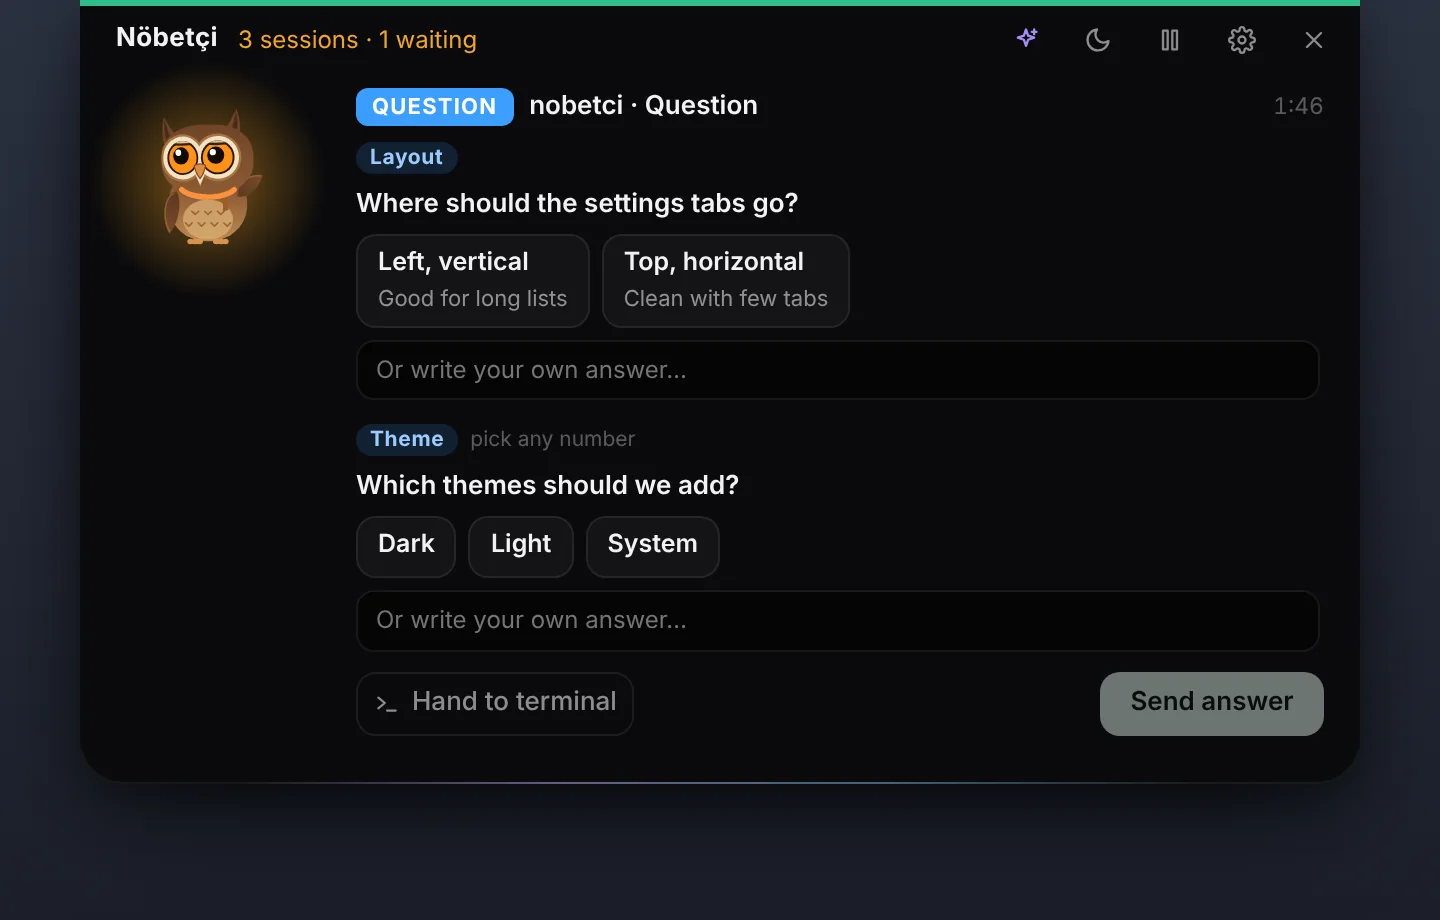 Nöbetçi 3 sessions · 1 waiting
QUESTION nobetci · Question 1:46
Layout
Where should the settings tabs go?
Left, vertical Top, horizontal
Good for long lists Clean with few tabs
Or write your own answer...
Theme pick any number
Which themes should we add?
Dark Light System
Or write your own answer...
>_ Hand to terminal Send answer